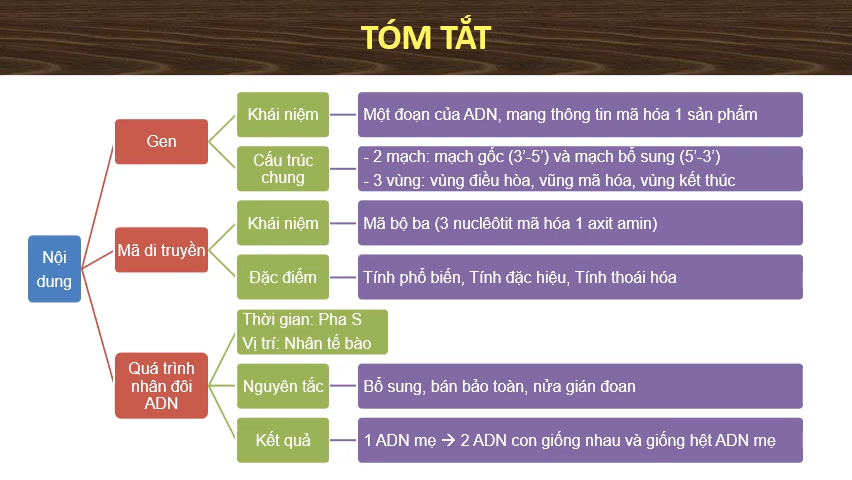 TÓM TẮT
Khái niệm
Một đoạn của ADN, mang thông tin mã hóa 1 sản phẩm
Gen
Cấu trúc
chung
- 2 mạch: mạch gốc (3’-5’) và mạch bổ sung (5’-3’)
- 3 vùng: vùng điều hòa, vũng mã hóa, vùng kết thúc
Khái niệm
Mã bộ ba (3 nuclêôtit mã hóa 1 axit amin)
Mã di truyền
Đặc điểm
Tính phổ biến, Tính đặc hiệu, Tính thoái hóa
Nội
dung
Thời gian: Pha S
Vị trí: Nhân tế bào
Quá trình
nhân đôi
ADN
Nguyên tắc
Bổ sung, bán bảo toàn, nửa gián đoan
Kết quả
1 ADN mẹ → 2 ADN con giống nhau và giống hệt ADN mẹ